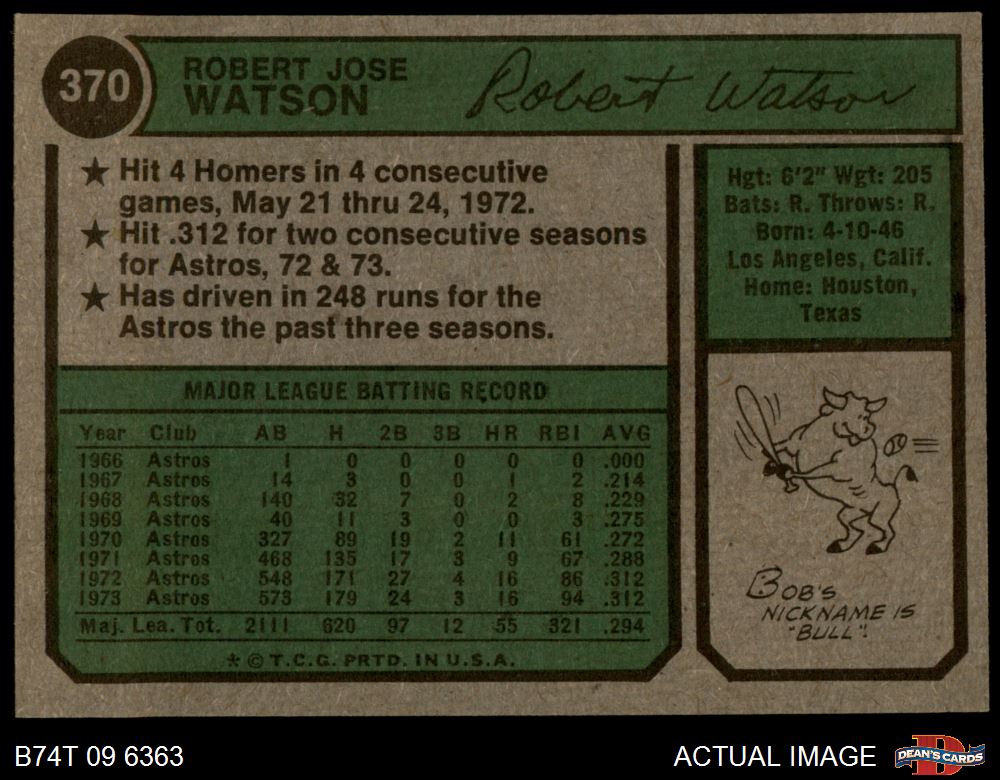 370
ROBERT JOSE
WATSON
Robert Watson
★ Hit 4 Homers in 4 consecutive
games, May 21 thru 24, 1972.
★ Hit .312 for two consecutive seasons
for Astros, 72 & 73.
★ Has driven in 248 runs for the
Astros the past three seasons.
Hgt: 6'2" Wgt: 205
Bats: R. Throws: R.
Born: 4-10-46
Los Angeles, Calif.
Home: Houston,
Texas
MAJOR LEAGUE BATTING RECORD
Year Club AB H 2B 3B HR RBI AVG
1966 Astros 1 0 0 0 0 0 .000
1967 Astros 14 3 0 0 1 2 .214
1968 Astros 140 32 7 0 2 8 .229
1969 Astros 40 11 3 0 0 3 .275
1970 Astros 327 89 19 2 11 61 .272
1971 Astros 468 135 17 3 9 67 .288
1972 Astros 548 171 27 4 16 86 .312
1973 Astros 573 179 24 3 16 94 .312
Maj. Lea. Tot. 2111 620 97 12 55 321 .294
* © T.C.G. PRTD. IN U.S.A.
BOB'S
NICKNAME IS
"BULL"!
B74T 09 6363
ACTUAL IMAGE
DEAN'S CARDS